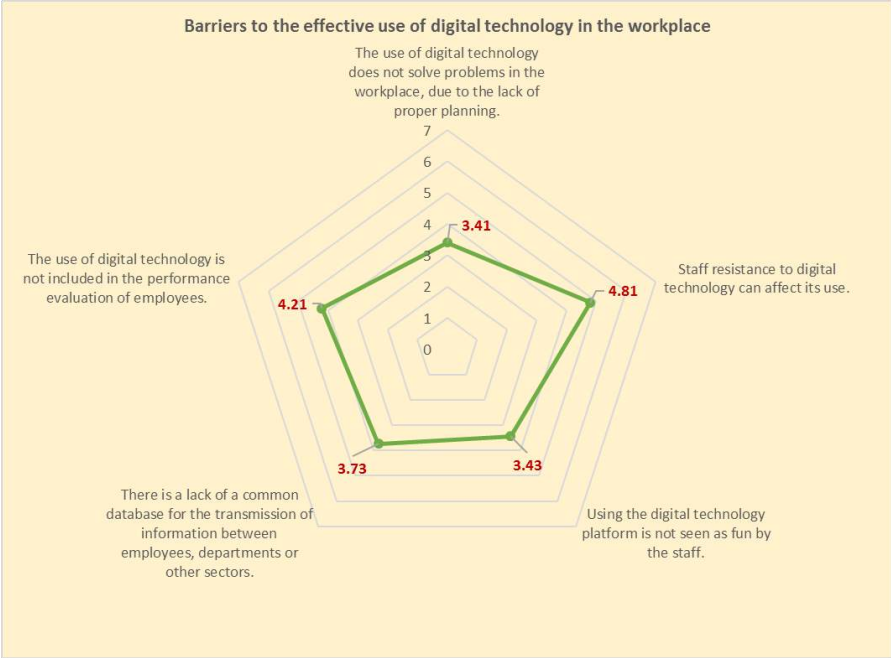 Barriers to the effective use of digital technology in the workplace
The use of digital technology
does not solve problems in the
workplace, due to the lack of
proper planning.
7
6
5
4
3.41
3
2
1
0
Staff resistance to digital
technology can affect its use.
4.81
The use of digital technology is
not included in the performance
evaluation of employees.
4.21
3.73
3.43
There is a lack of a common
database for the transmission of
information between
employees, departments or
other sectors.
Using the digital technology
platform is not seen as fun by
the staff.